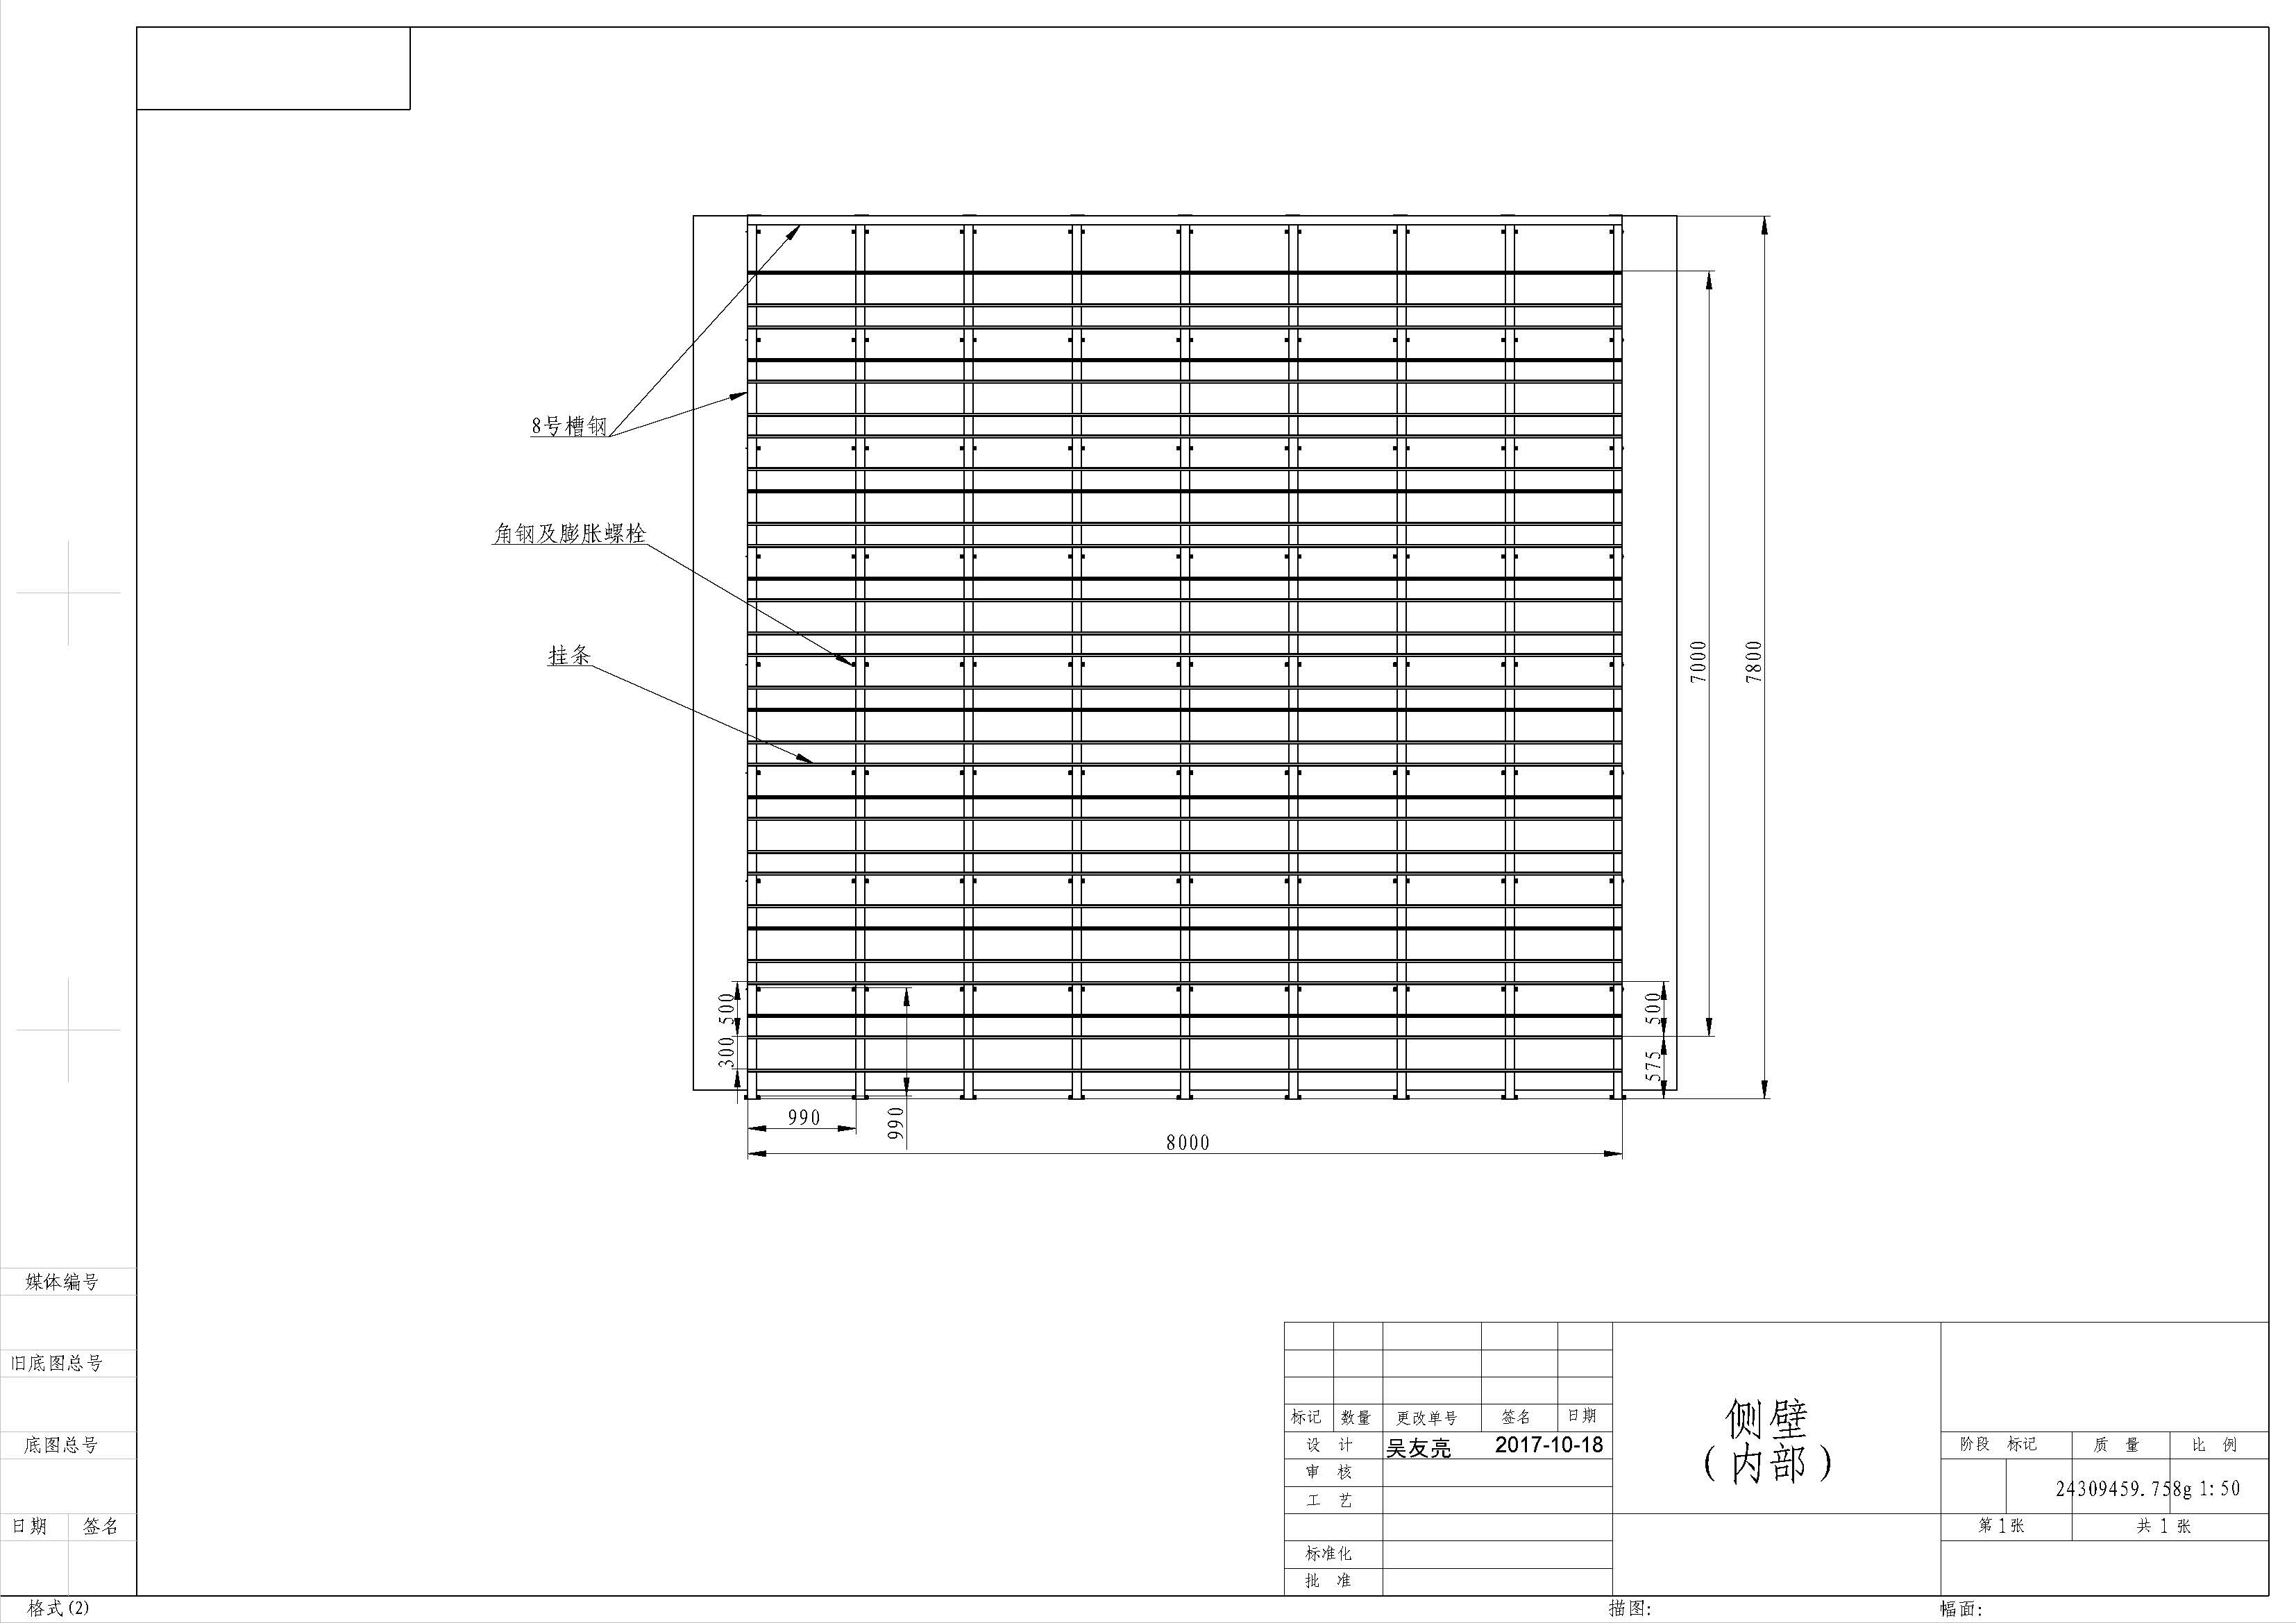 8号槽钢
角钢及膨胀螺栓
挂条
7000
7800
500
300
990
990
8000
500
575
媒体编号
旧底图总号
底图总号
日期 签名
格式(2)
标记 数量 更改单号 签名 日期
设 计 吴友亮 2017-10-18
审 核
工 艺
标准化
批 准
侧壁
(内部)
阶段 标记 质 量 比 例
24309459.758g 1:50
第1张 共 1 张
描图:
幅面: